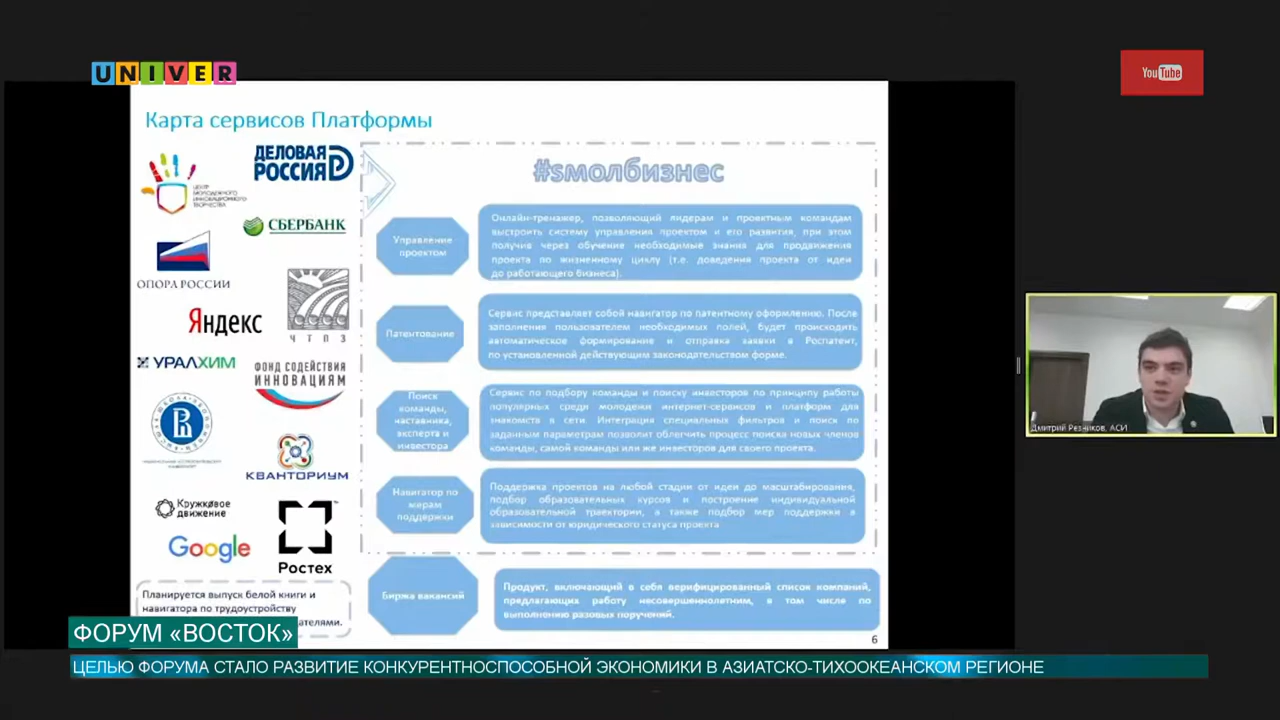 UNIVER
YouTube
Карта сервисов Платформы
ЦЕНТР
МОЛОДЕЖНОГО
ИННОВАЦИОННОГО
ТВОРЧЕСТВА
ДЕЛОВАЯ
РОССИЯ
СБЕРБАНК
ОПОРА РОССИИ
Яндекс
ЧТПЗ
УРАЛХИМ
ФОНД СОДЕЙСТВИЯ
ИННОВАЦИЯМ
КВАНТОРИУМ
Кружковое
движение
Google
Ростех
Планируется выпуск белой книги и
навигатора по трудоустройству
#smолбизнес
Управление
проектом
Онлайн-тренажер, позволяющий лидерам и проектным командам
выстроить систему управления проектом и его развития, при этом
получив через обучение необходимые знания для продвижения
проекта по жизненному циклу (т.е. доведения проекта от идеи
до работающего бизнеса).
Патентование
Сервис представляет собой навигатор по патентному оформлению. После
заполнения пользователем необходимых полей, будет происходить
автоматическое формирование и отправка заявки в Роспатент,
по установленной действующим законодательством форме.
Поиск
команды,
наставника,
эксперта и
инвестора
Сервис по подбору команды и поиску инвесторов по принципу работы
популярных среди молодежи интернет-сервисов и платформ для
знакомств в сети. Интеграция специальных фильтров и поиск по
заданным параметрам позволит облегчить процесс поиска новых членов
команды, самой команды или же инвесторов для своего проекта.
Навигатор по
мерам
поддержки
Поддержка проектов на любой стадии от идеи до масштабирования,
подбор образовательных курсов и построение индивидуальной
образовательной траектории, а также подбор мер поддержки в
зависимости от юридического статуса проекта
Биржа вакансий
Продукт, включающий в себя верифицированный список компаний,
предлагающих работу несовершеннолетним, в том числе по
выполнению разовых поручений.
6
Дмитрий Резников, АСИ
ФОРУМ «ВОСТОК»
ЦЕЛЬЮ ФОРУМА СТАЛО РАЗВИТИЕ КОНКУРЕНТНОСПОСОБНОЙ ЭКОНОМИКИ В АЗИАТСКО-ТИХООКЕАНСКОМ РЕГИОНЕ